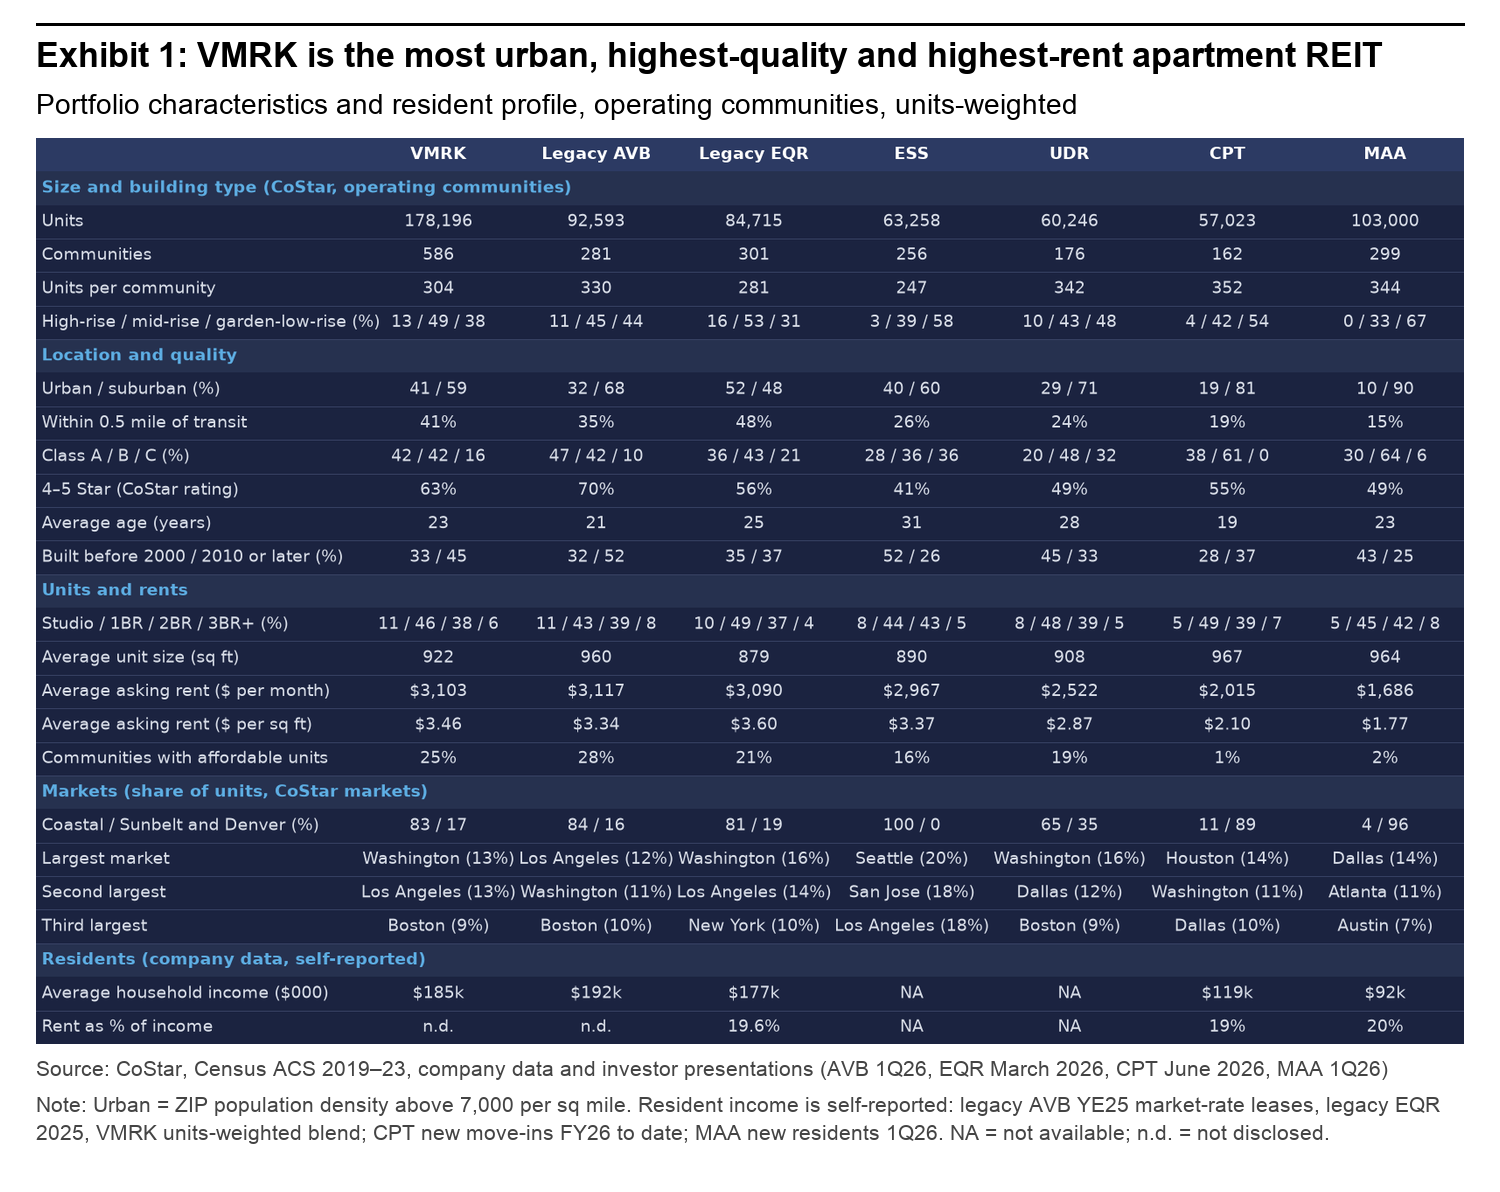 Exhibit 1: VMRK is the most urban, highest-quality and highest-rent apartment REIT
Portfolio characteristics and resident profile, operating communities, units-weighted
VMRK Legacy AVB Legacy EQR ESS UDR CPT MAA
Size and building type (CoStar, operating communities)
Units 178,196 92,593 84,715 63,258 60,246 57,023 103,000
Communities 586 281 301 256 176 162 299
Units per community 304 330 281 247 342 352 344
High-rise / mid-rise / garden-low-rise (%) 13 / 49 / 38 11 / 45 / 44 16 / 53 / 31 3 / 39 / 58 10 / 43 / 48 4 / 42 / 54 0 / 33 / 67
Location and quality
Urban / suburban (%) 41 / 59 32 / 68 52 / 48 40 / 60 29 / 71 19 / 81 10 / 90
Within 0.5 mile of transit 41% 35% 48% 26% 24% 19% 15%
Class A / B / C (%) 42 / 42 / 16 47 / 42 / 10 36 / 43 / 21 28 / 36 / 36 20 / 48 / 32 38 / 61 / 0 30 / 64 / 6
4–5 Star (CoStar rating) 63% 70% 56% 41% 49% 55% 49%
Average age (years) 23 21 25 31 28 19 23
Built before 2000 / 2010 or later (%) 33 / 45 32 / 52 35 / 37 52 / 26 45 / 33 28 / 37 43 / 25
Units and rents
Studio / 1BR / 2BR / 3BR+ (%) 11 / 46 / 38 / 6 11 / 43 / 39 / 8 10 / 49 / 37 / 4 8 / 44 / 43 / 5 8 / 48 / 39 / 5 5 / 49 / 39 / 7 5 / 45 / 42 / 8
Average unit size (sq ft) 922 960 879 890 908 967 964
Average asking rent ($ per month) $3,103 $3,117 $3,090 $2,967 $2,522 $2,015 $1,686
Average asking rent ($ per sq ft) $3.46 $3.34 $3.60 $3.37 $2.87 $2.10 $1.77
Communities with affordable units 25% 28% 21% 16% 19% 1% 2%
Markets (share of units, CoStar markets)
Coastal / Sunbelt and Denver (%) 83 / 17 84 / 16 81 / 19 100 / 0 65 / 35 11 / 89 4 / 96
Largest market Washington (13%) Los Angeles (12%) Washington (16%) Seattle (20%) Washington (16%) Houston (14%) Dallas (14%)
Second largest Los Angeles (13%) Washington (11%) Los Angeles (14%) San Jose (18%) Dallas (12%) Washington (11%) Atlanta (11%)
Third largest Boston (9%) Boston (10%) New York (10%) Los Angeles (18%) Boston (9%) Dallas (10%) Austin (7%)
Residents (company data, self-reported)
Average household income ($000) $185k $192k $177k NA NA $119k $92k
Rent as % of income n.d. n.d. 19.6% NA NA 19% 20%
Source: CoStar, Census ACS 2019–23, company data and investor presentations (AVB 1Q26, EQR March 2026, CPT June 2026, MAA 1Q26)
Note: Urban = ZIP population density above 7,000 per sq mile. Resident income is self-reported: legacy AVB YE25 market-rate leases, legacy EQR
2025, VMRK units-weighted blend; CPT new move-ins FY26 to date; MAA new residents 1Q26. NA = not available; n.d. = not disclosed.